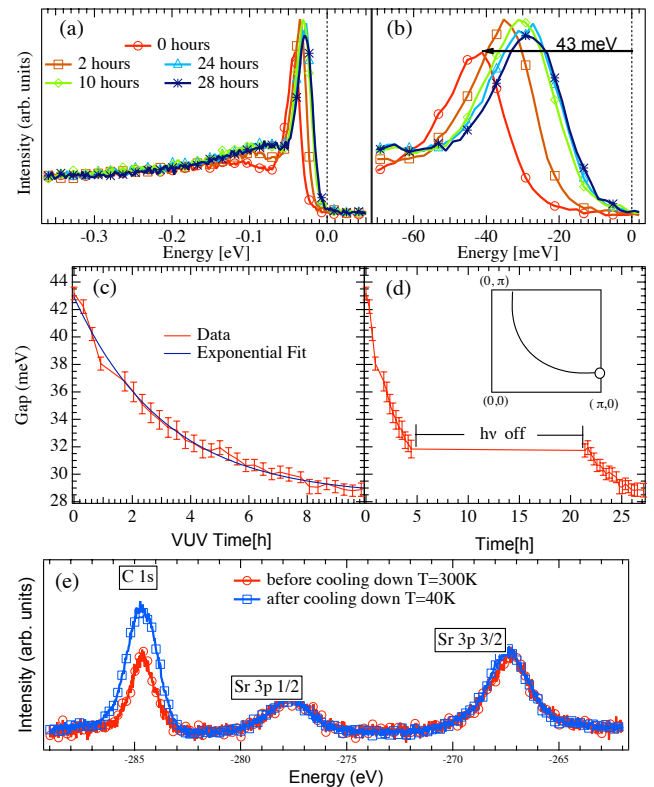 (a)
0 hours
2 hours
24 hours
10 hours
28 hours
Intensity (arb. units)
-0.3 -0.2 -0.1 0.0
Energy [eV]
(b)
43 meV
-60 -40 -20 0
Energy [meV]
(c)
Data
Exponential Fit
Gap (meV)
44
42
40
38
36
34
32
30
28
0 2 4 6 8
VUV Time[h]
(d)
(0, π)
(0,0)
(π,0)
hν off
0 5 10 15 20 25
Time[h]
(e)
C 1s
before cooling down T=300K
after cooling down T=40K
Sr 3p 1/2
Sr 3p 3/2
Intensity (arb. units)
-285 -280 -275 -270 -265
Energy (eV)